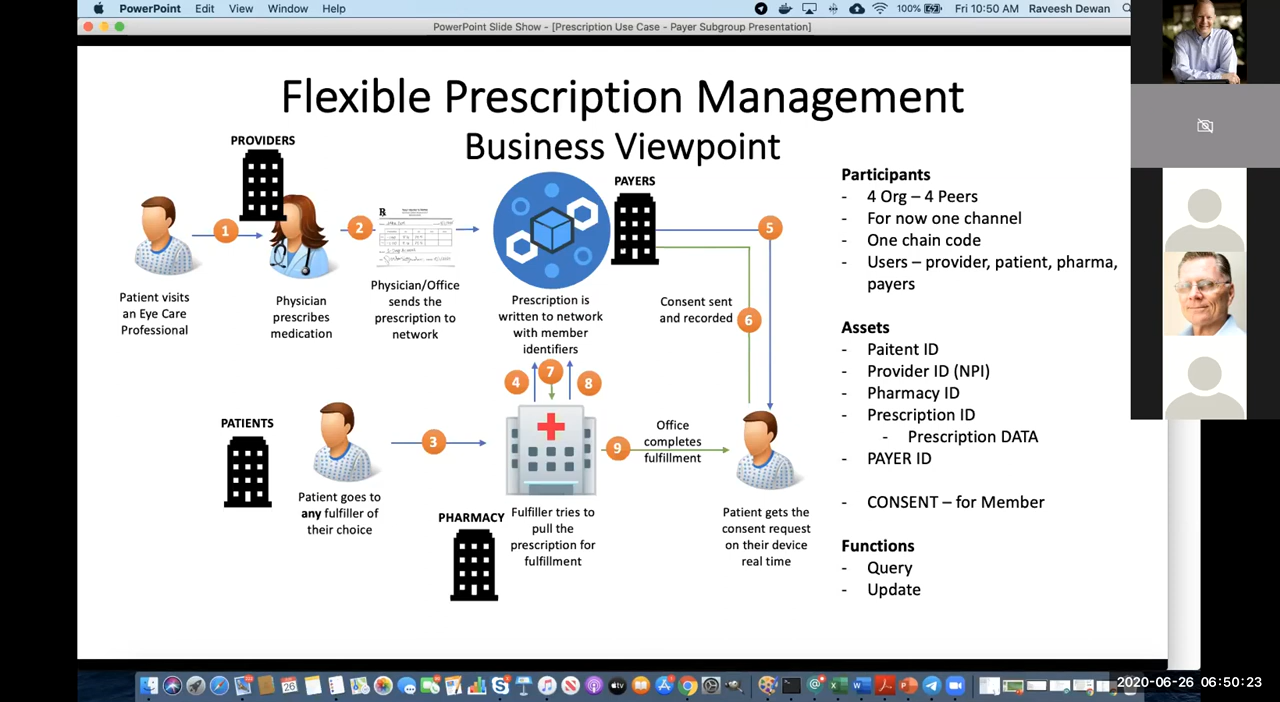 PowerPoint Edit View Window Help
100% Fri 10:50 AM Raveesh Dewan
PowerPoint Slide Show - [Prescription Use Case - Payer Subgroup Presentation]
Flexible Prescription Management
Business Viewpoint
PROVIDERS
1
2
Patient visits
an Eye Care
Professional
Physician
prescribes
medication
Physician/Office
sends the
prescription to
network
PAYERS
Prescription is
written to network
with member
identifiers
5
Consent sent
and recorded
6
4
7
8
PATIENTS
3
Patient goes to
any fulfiller of
their choice
PHARMACY
Fulfiller tries to
pull the
prescription for
fulfillment
9
Office
completes
fulfillment
Patient gets the
consent request
on their device
real time
Participants
- 4 Org – 4 Peers
- For now one channel
- One chain code
- Users – provider, patient, pharma,
payers
Assets
- Paitent ID
- Provider ID (NPI)
- Pharmacy ID
- Prescription ID
- Prescription DATA
- PAYER ID
- CONSENT – for Member
Functions
- Query
- Update
2020-06-26 06:50:23